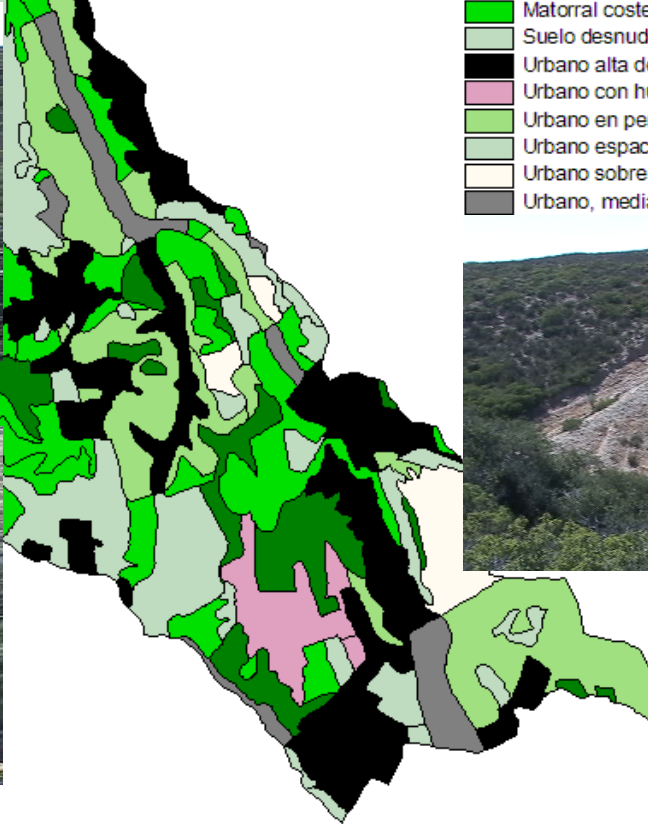 Matorral coste
Suelo desnud
Urbano alta de
Urbano con hu
Urbano en pe
Urbano espac
Urbano sobre
Urbano, media